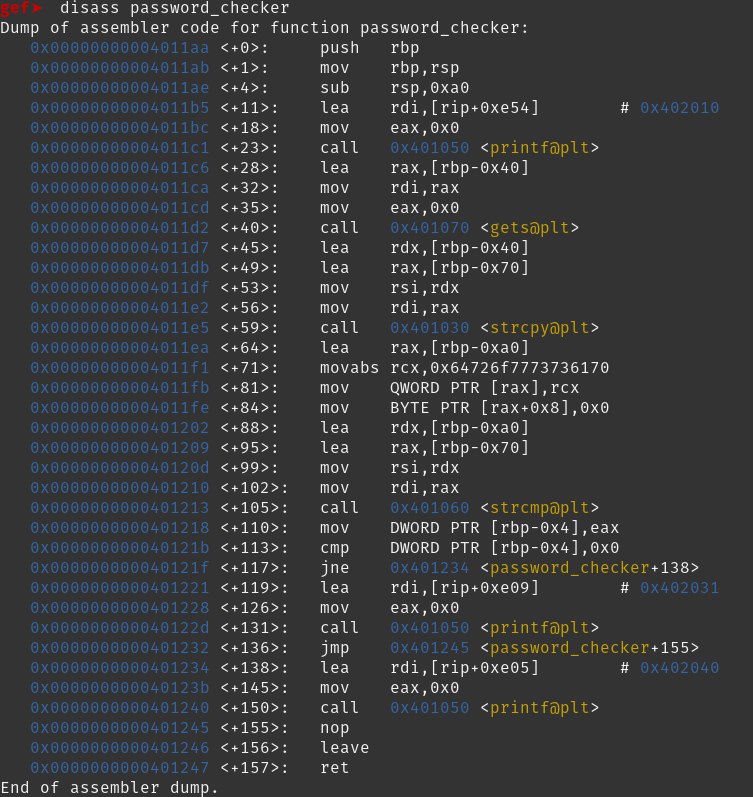 gef➤  disass password_checker
Dump of assembler code for function password_checker:
   0x00000000004011aa <+0>:	push   rbp
   0x00000000004011ab <+1>:	mov    rbp,rsp
   0x00000000004011ae <+4>:	sub    rsp,0xa0
   0x00000000004011b5 <+11>:	lea    rdi,[rip+0xe54]        # 0x402010
   0x00000000004011bc <+18>:	mov    eax,0x0
   0x00000000004011c1 <+23>:	call   0x401050 <printf@plt>
   0x00000000004011c6 <+28>:	lea    rax,[rbp-0x40]
   0x00000000004011ca <+32>:	mov    rdi,rax
   0x00000000004011cd <+35>:	mov    eax,0x0
   0x00000000004011d2 <+40>:	call   0x401070 <gets@plt>
   0x00000000004011d7 <+45>:	lea    rdx,[rbp-0x40]
   0x00000000004011db <+49>:	lea    rax,[rbp-0x70]
   0x00000000004011df <+53>:	mov    rsi,rdx
   0x00000000004011e2 <+56>:	mov    rdi,rax
   0x00000000004011e5 <+59>:	call   0x401030 <strcpy@plt>
   0x00000000004011ea <+64>:	lea    rax,[rbp-0xa0]
   0x00000000004011f1 <+71>:	movabs rcx,0x64726f7773736170
   0x00000000004011fb <+81>:	mov    QWORD PTR [rax],rcx
   0x00000000004011fe <+84>:	mov    BYTE PTR [rax+0x8],0x0
   0x0000000000401202 <+88>:	lea    rdx,[rbp-0xa0]
   0x0000000000401209 <+95>:	lea    rax,[rbp-0x70]
   0x000000000040120d <+99>:	mov    rsi,rdx
   0x0000000000401210 <+102>:	mov    rdi,rax
   0x0000000000401213 <+105>:	call   0x401060 <strcmp@plt>
   0x0000000000401218 <+110>:	mov    DWORD PTR [rbp-0x4],eax
   0x000000000040121b <+113>:	cmp    DWORD PTR [rbp-0x4],0x0
   0x000000000040121f <+117>:	jne    0x401234 <password_checker+138>
   0x0000000000401221 <+119>:	lea    rdi,[rip+0xe09]        # 0x402031
   0x0000000000401228 <+126>:	mov    eax,0x0
   0x000000000040122d <+131>:	call   0x401050 <printf@plt>
   0x0000000000401232 <+136>:	jmp    0x401245 <password_checker+155>
   0x0000000000401234 <+138>:	lea    rdi,[rip+0xe05]        # 0x402040
   0x000000000040123b <+145>:	mov    eax,0x0
   0x0000000000401240 <+150>:	call   0x401050 <printf@plt>
   0x0000000000401245 <+155>:	nop
   0x0000000000401246 <+156>:	leave
   0x0000000000401247 <+157>:	ret
End of assembler dump.